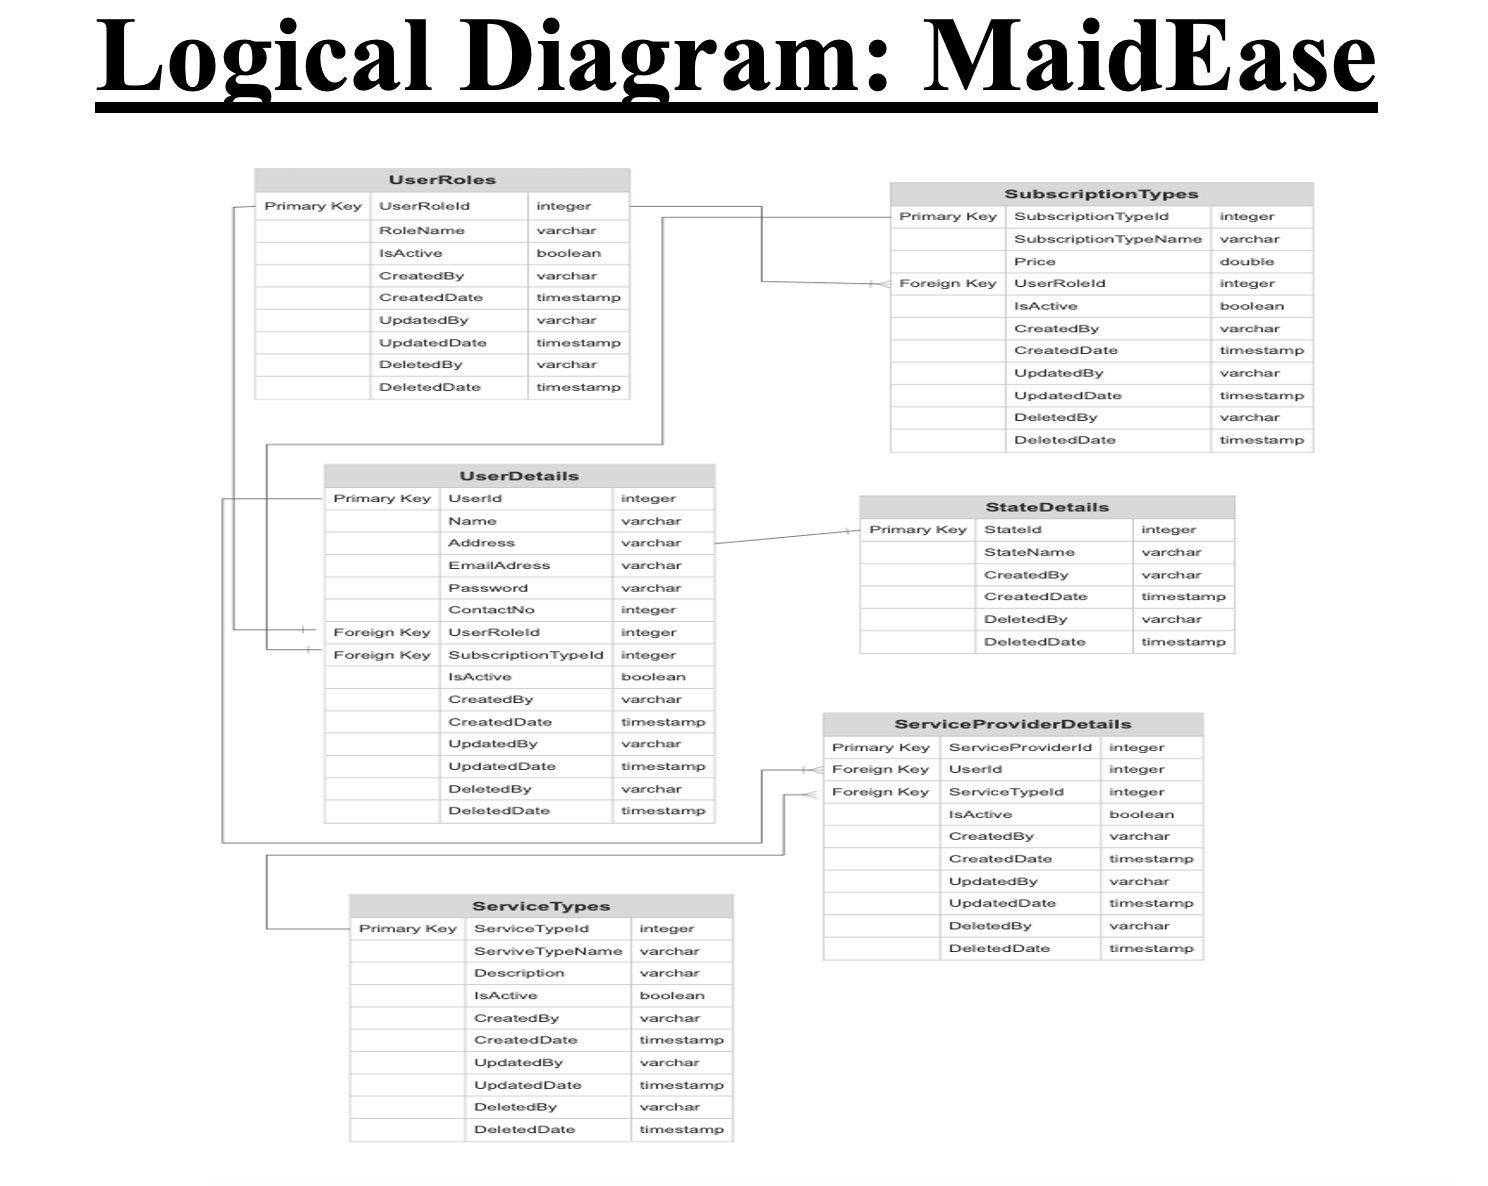 Logical Diagram: MaidEase
UserRoles
Primary Key UserRoleId integer
RoleName varchar
IsActive boolean
CreatedBy varchar
CreatedDate timestamp
UpdatedBy varchar
UpdatedDate timestamp
DeletedBy varchar
DeletedDate timestamp
SubscriptionTypes
Primary Key SubscriptionTypeId integer
SubscriptionTypeName varchar
Price double
Foreign Key UserRoleId integer
IsActive boolean
CreatedBy varchar
CreatedDate timestamp
UpdatedBy varchar
UpdatedDate timestamp
DeletedBy varchar
DeletedDate timestamp
UserDetails
Primary Key UserId integer
Name varchar
Address varchar
EmailAdress varchar
Password varchar
ContactNo integer
Foreign Key UserRoleId integer
Foreign Key SubscriptionTypeId integer
IsActive boolean
CreatedBy varchar
CreatedDate timestamp
UpdatedBy varchar
UpdatedDate timestamp
DeletedBy varchar
DeletedDate timestamp
StateDetails
Primary Key StateId integer
StateName varchar
CreatedBy varchar
CreatedDate timestamp
DeletedBy varchar
DeletedDate timestamp
ServiceProviderDetails
Primary Key ServiceProviderId integer
Foreign Key UserId integer
Foreign Key ServiceTypeId integer
IsActive boolean
CreatedBy varchar
CreatedDate timestamp
UpdatedBy varchar
UpdatedDate timestamp
DeletedBy varchar
DeletedDate timestamp
ServiceTypes
Primary Key ServiceTypeId integer
ServiveTypeName varchar
Description varchar
IsActive boolean
CreatedBy varchar
CreatedDate timestamp
UpdatedBy varchar
UpdatedDate timestamp
DeletedBy varchar
DeletedDate timestamp